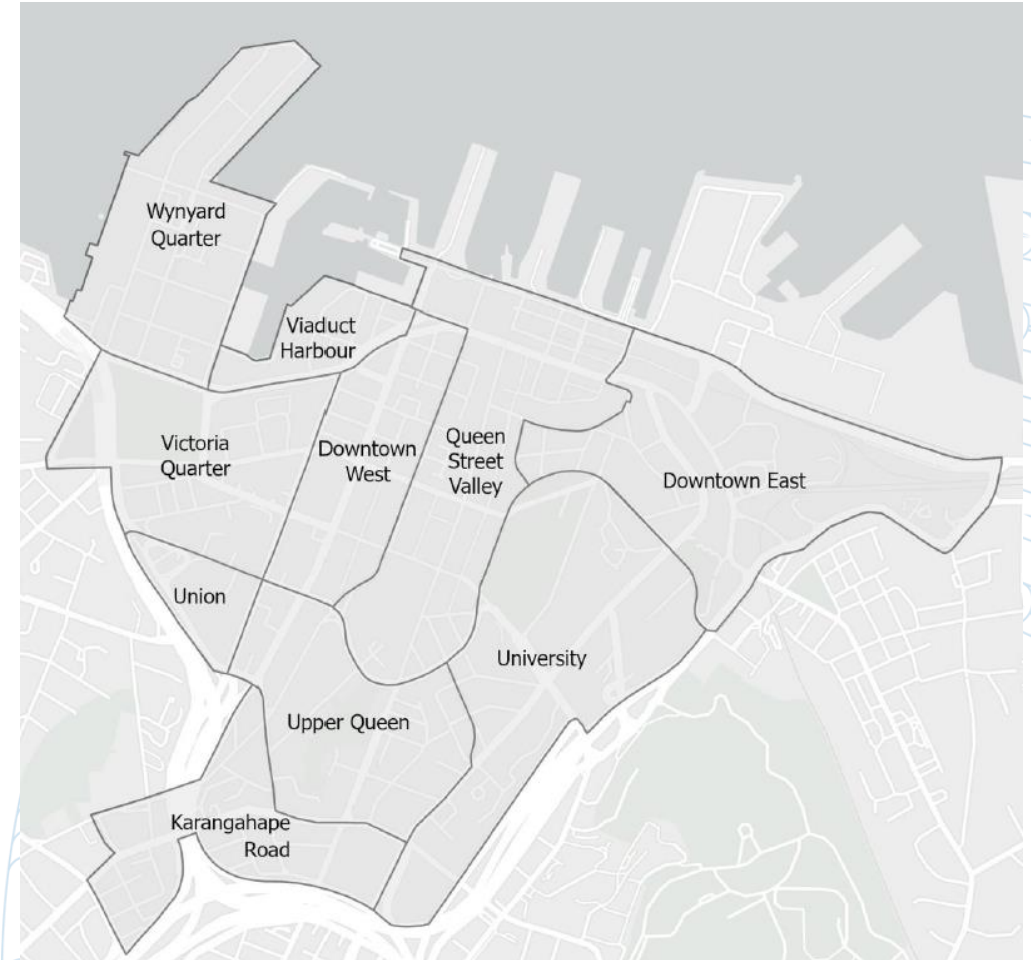 Wynyard
Quarter
Viaduct
Harbour
Victoria
Quarter
Downtown
West
Queen
Street
Valley
Downtown East
Union
University
Upper Queen
Karangahape
Road